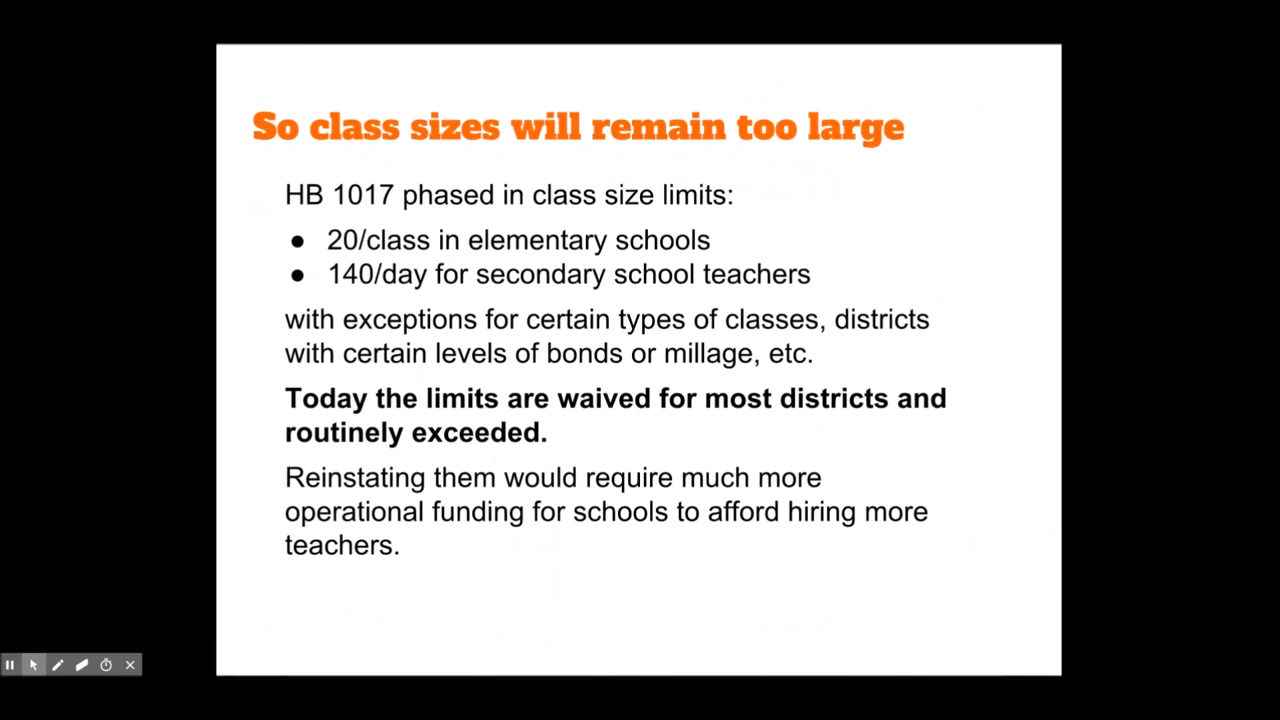 So class sizes will remain too large
HB 1017 phased in class size limits:
● 20/class in elementary schools
● 140/day for secondary school teachers
with exceptions for certain types of classes, districts
with certain levels of bonds or millage, etc.
Today the limits are waived for most districts and
routinely exceeded.
Reinstating them would require much more
operational funding for schools to afford hiring more
teachers.